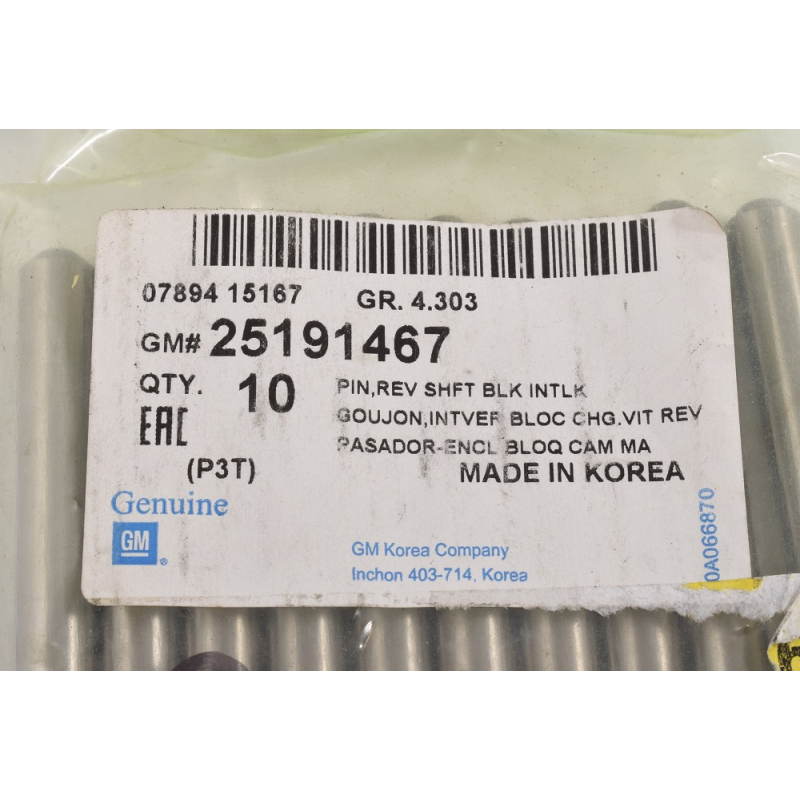 07894 15167 GR. 4.303
GM# 25191467
QTY. 10
PIN,REV SHFT BLK INTLK
GOUJON,INTVER BLOC CHG.VIT REV
PASADOR-ENCL BLOQ CAM MA
EAC
(P3T)
MADE IN KOREA
Genuine
GM ®
GM Korea Company
Inchon 403-714, Korea
0A066870